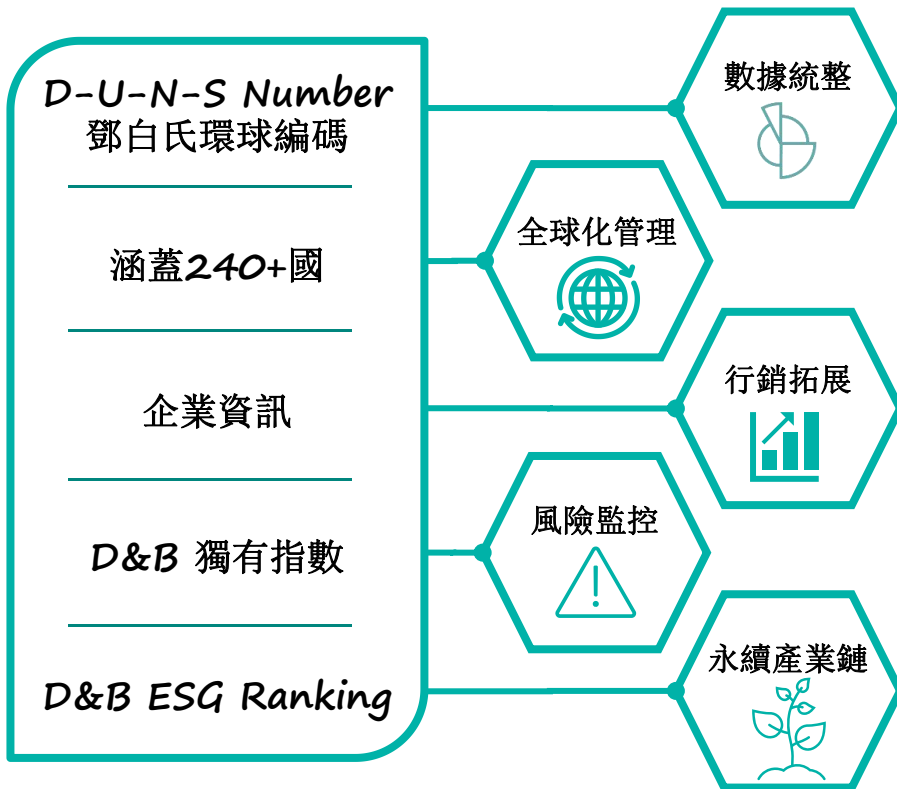 D-U-N-S Number
鄧白氏環球編碼
涵蓋240+國
企業資訊
D&B 獨有指數
D&B ESG Ranking
數據統整
全球化管理
行銷拓展
風險監控
永續產業鏈